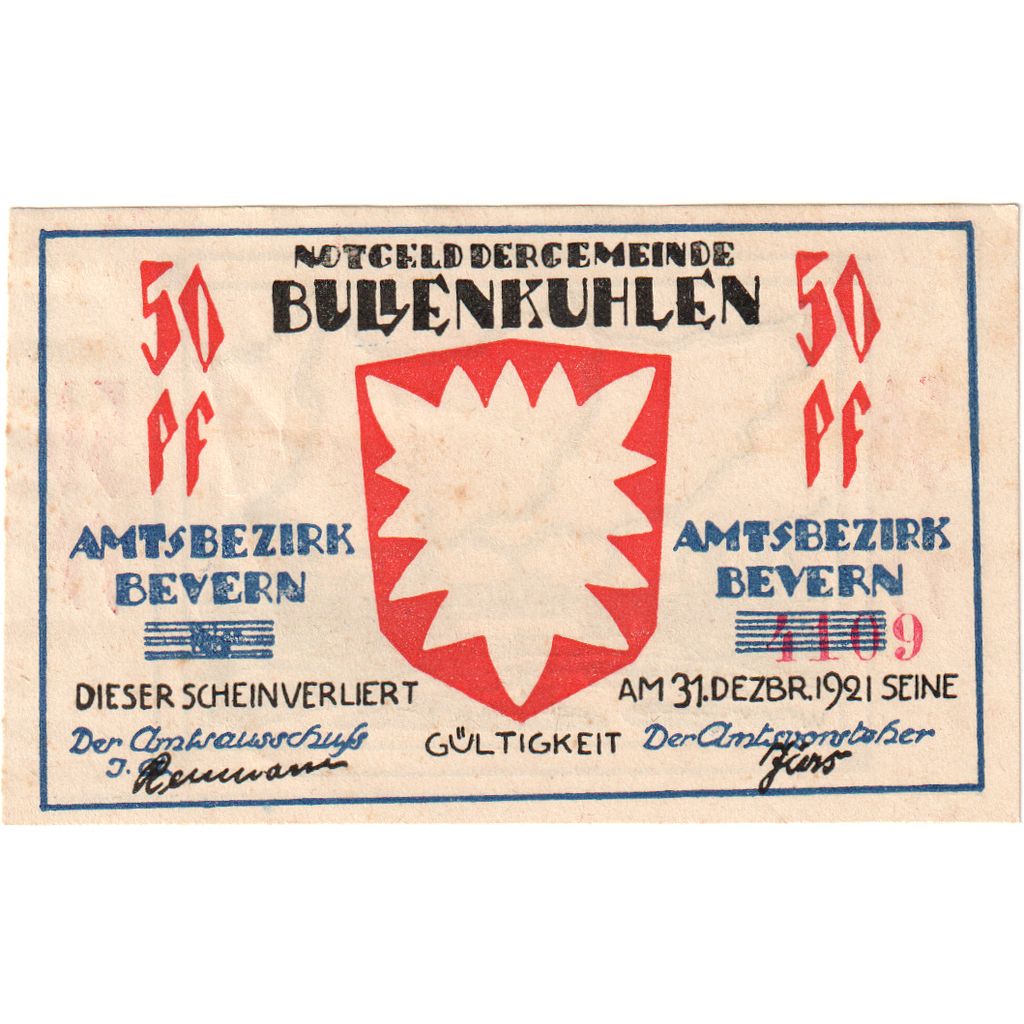 NOTGELD DER GEMEINDE
BULLENKUHLEN
50
PF
50
PF
AMTSBEZIRK
BEVERN
AMTSBEZIRK
BEVERN
4109
DIESER SCHEIN VERLIERT
AM 31. DEZBR. 1921 SEINE
GÜLTIGKEIT
Der Amtsausschuß
Der Amtsvorsteher